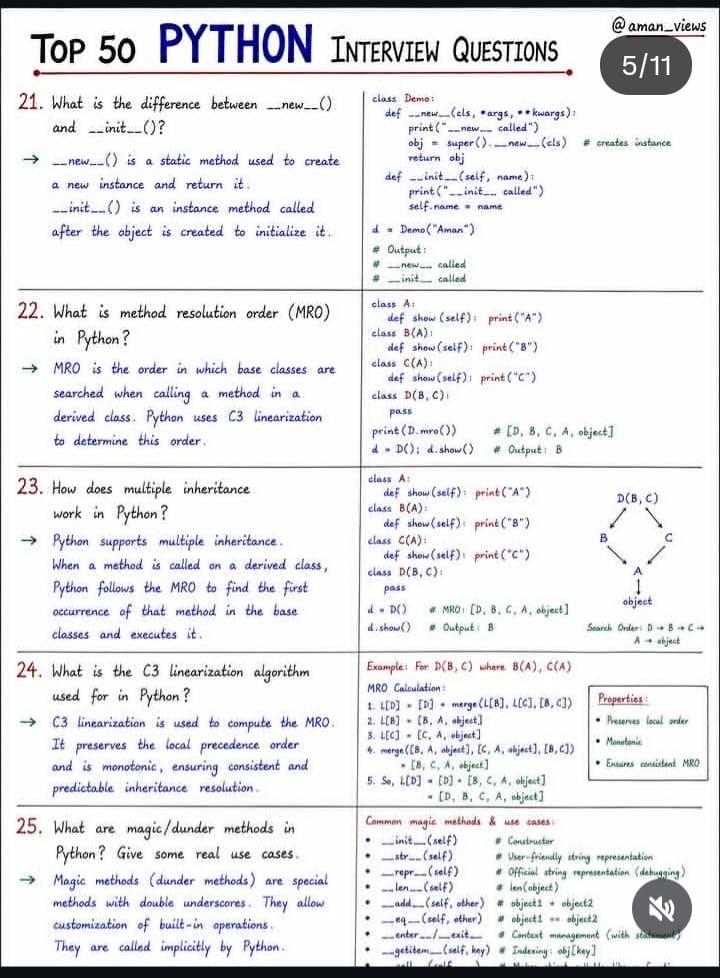 @aman_views
TOP 50 PYTHON INTERVIEW QUESTIONS
5/11
21. What is the difference between __new__()
and __init__()?
→ __new__() is a static method used to create
a new instance and return it.
__init__() is an instance method called
after the object is created to initialize it.
class Demo:
def __new__(cls, *args, **kwargs):
print("__new__ called")
obj = super().__new__(cls) # creates instance
return obj
def __init__(self, name):
print("__init__ called")
self.name = name
d = Demo("Aman")
# Output:
# __new__ called
# __init__ called
22. What is method resolution order (MRO)
in Python?
→ MRO is the order in which base classes are
searched when calling a method in a
derived class. Python uses C3 linearization
to determine this order.
class A:
def show(self): print("A")
class B(A):
def show(self): print("B")
class C(A):
def show(self): print("C")
class D(B, C):
pass
print(D.mro()) # [D, B, C, A, object]
d = D(); d.show() # Output: B
23. How does multiple inheritance
work in Python?
→ Python supports multiple inheritance.
When a method is called on a derived class,
Python follows the MRO to find the first
occurrence of that method in the base
classes and executes it.
class A:
def show(self): print("A")
class B(A):
def show(self): print("B")
class C(A):
def show(self): print("C")
class D(B, C):
pass
d = D() # MRO: [D, B, C, A, object]
d.show() # Output: B
D(B, C)
B C
A
object
Search Order: D → B → C →
A → object
24. What is the C3 linearization algorithm
used for in Python?
→ C3 linearization is used to compute the MRO.
It preserves the local precedence order
and is monotonic, ensuring consistent and
predictable inheritance resolution.
Example: For D(B, C) where B(A), C(A)
MRO Calculation:
1. L[D] = [D] + merge(L[B], L[C], [B, C])
2. L[B] = [B, A, object]
3. L[C] = [C, A, object]
4. merge([B, A, object], [C, A, object], [B, C])
= [B, C, A, object]
5. So, L[D] = [D] + [B, C, A, object]
= [D, B, C, A, object]
Properties:
• Preserves local order
• Monotonic
• Ensures consistent MRO
25. What are magic/dunder methods in
Python? Give some real use cases.
→ Magic methods (dunder methods) are special
methods with double underscores. They allow
customization of built-in operations.
They are called implicitly by Python.
Common magic methods & use cases:
• __init__(self) # Constructor
• __str__(self) # User-friendly string representation
• __repr__(self) # Official string representation (debugging)
• __len__(self) # len(object)
• __add__(self, other) # object1 + object2
• __eq__(self, other) # object1 == object2
• __enter__/__exit__ # Context management (with statement)
• __getitem__(self, key) # Indexing: obj[key]